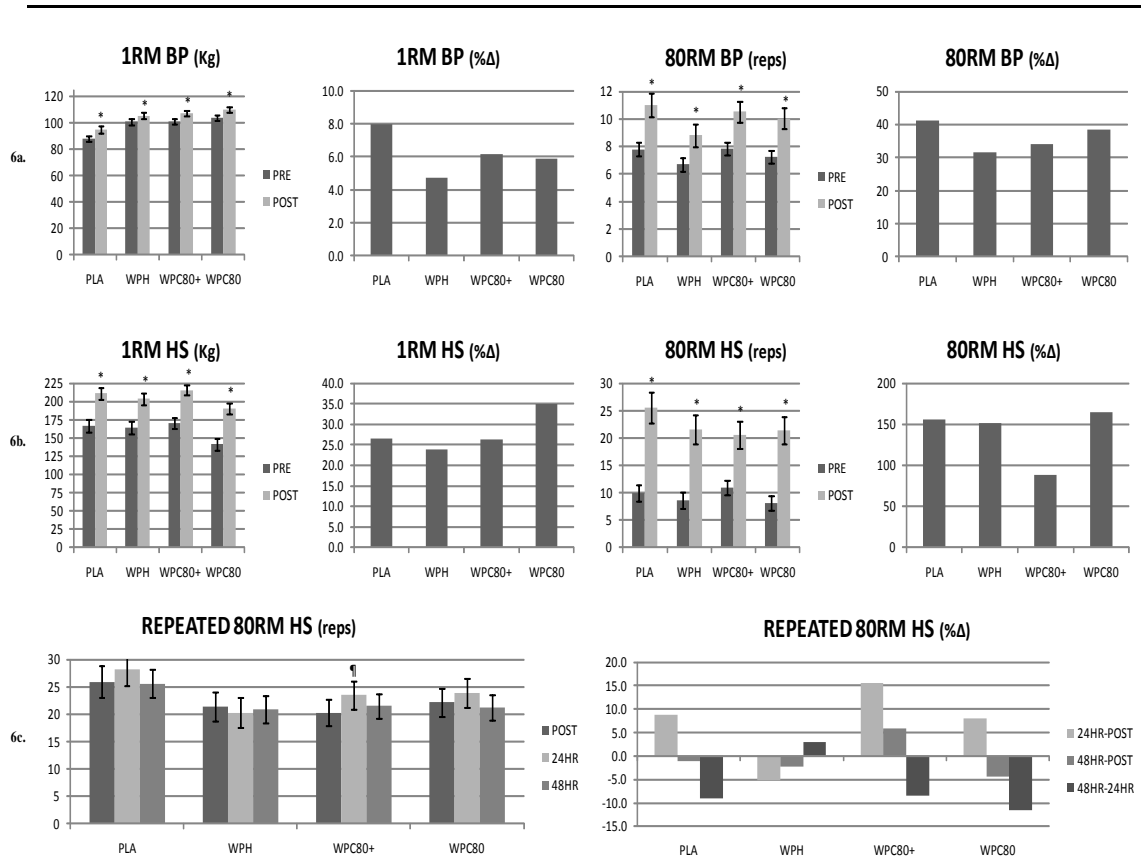 1RM BP (Kg)
120
100
80
60
40
20
0
* * * *
PRE
POST
PLA WPH WPC80+ WPC80
1RM BP (%Δ)
10.0
8.0
6.0
4.0
2.0
0.0
PLA WPH WPC80+ WPC80
80RM BP (reps)
12
10
8
6
4
2
0
* * * *
PRE
POST
PLA WPH WPC80+ WPC80
80RM BP (%Δ)
50
40
30
20
10
0
PLA WPH WPC80+ WPC80
6a.
1RM HS (Kg)
225
200
175
150
125
100
75
50
25
0
* * * *
PRE
POST
PLA WPH WPC80+ WPC80
1RM HS (%Δ)
40.0
35.0
30.0
25.0
20.0
15.0
10.0
5.0
0.0
PLA WPH WPC80+ WPC80
80RM HS (reps)
30
25
20
15
10
5
0
* * * *
PRE
POST
PLA WPH WPC80+ WPC80
80RM HS (%Δ)
200
150
100
50
0
PLA WPH WPC80+ WPC80
6b.
REPEATED 80RM HS (reps)
30
25
20
15
10
5
0
¶
POST
24HR
48HR
PLA WPH WPC80+ WPC80
REPEATED 80RM HS (%Δ)
20.0
15.0
10.0
5.0
0.0
-5.0
-10.0
-15.0
24HR-POST
48HR-POST
48HR-24HR
PLA WPH WPC80+ WPC80
6c.